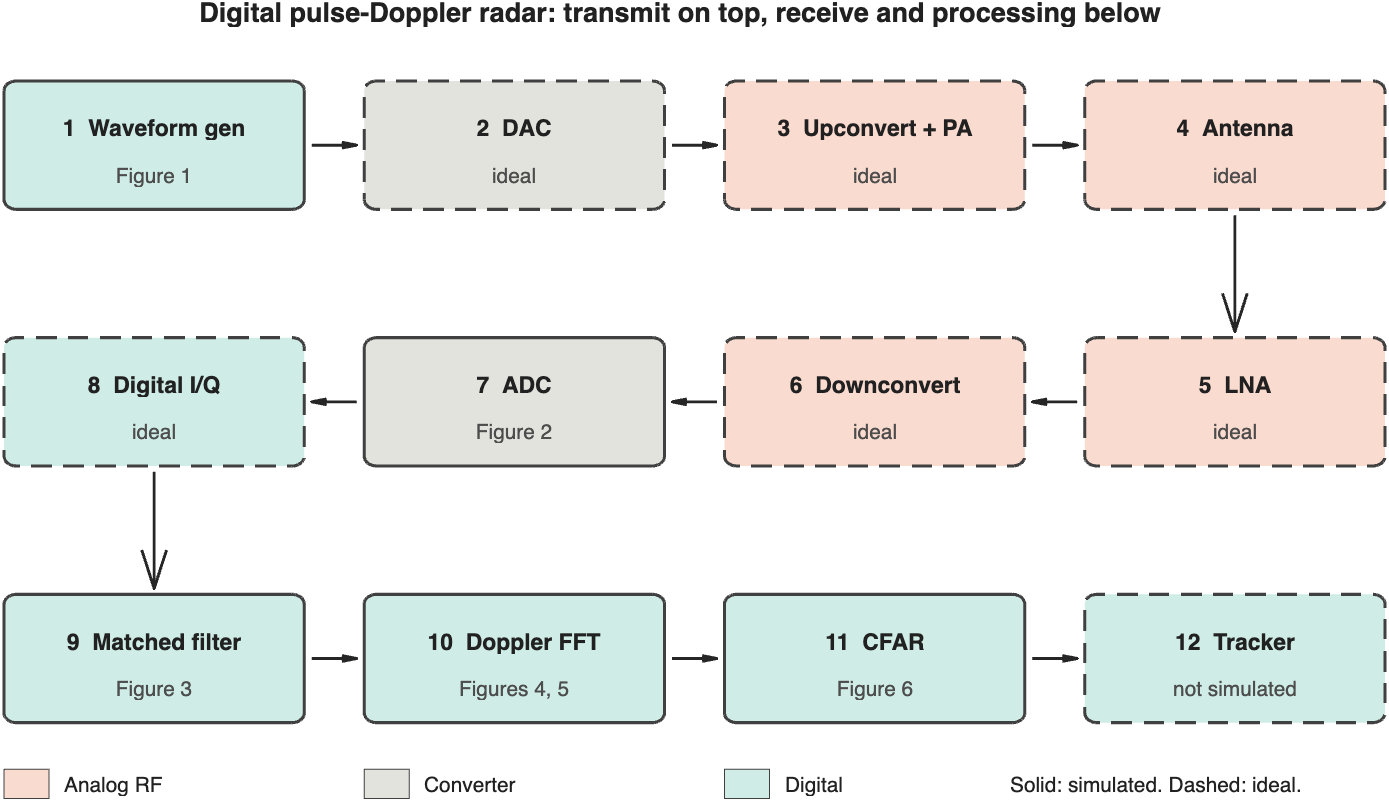 Digital pulse-Doppler radar: transmit on top, receive and processing below
1 Waveform gen
Figure 1
2 DAC
ideal
3 Upconvert + PA
ideal
4 Antenna
ideal
8 Digital I/Q
ideal
7 ADC
Figure 2
6 Downconvert
ideal
5 LNA
ideal
9 Matched filter
Figure 3
10 Doppler FFT
Figures 4, 5
11 CFAR
Figure 6
12 Tracker
not simulated
Analog RF
Converter
Digital
Solid: simulated. Dashed: ideal.